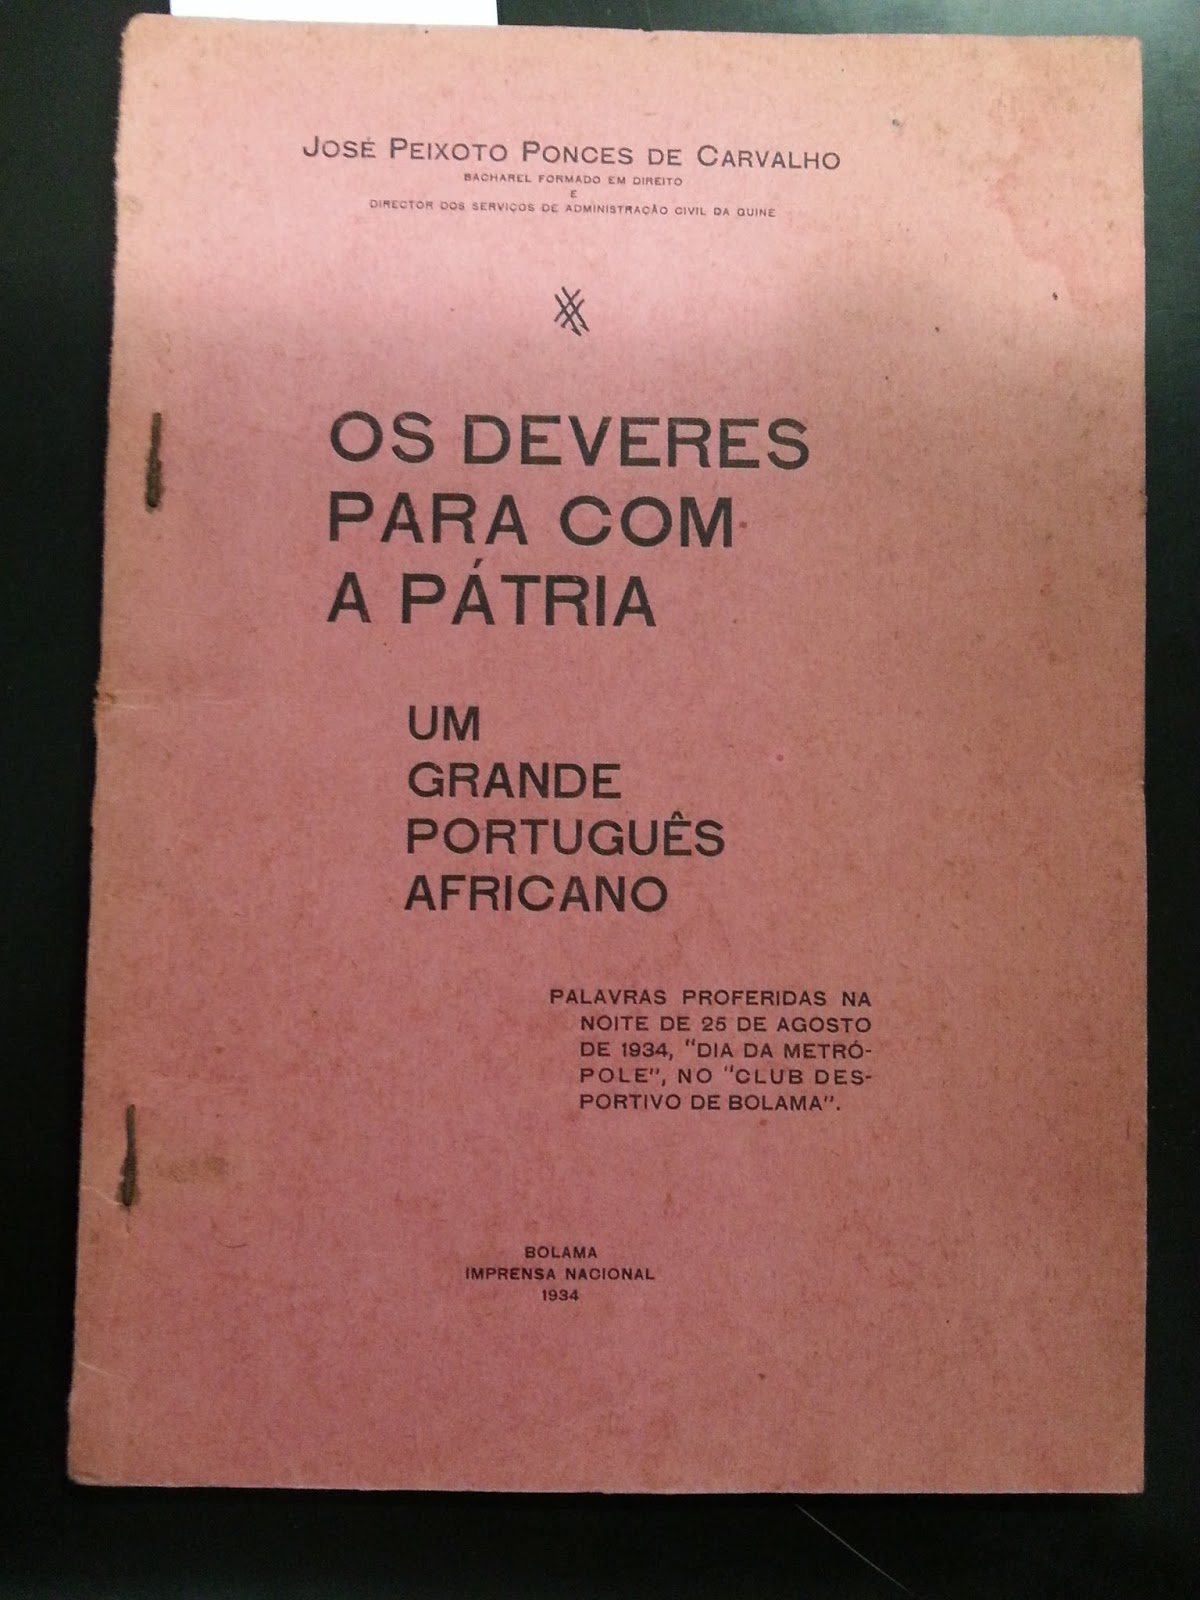 JOSÉ PEIXOTO PONCES DE CARVALHO
BACHAREL FORMADO EM DIREITO
E
DIRECTOR DOS SERVIÇOS DE ADMINISTRAÇÃO CIVIL DA GUINE
OS DEVERES
PARA COM
A PÁTRIA
UM
GRANDE
PORTUGUÊS
AFRICANO
PALAVRAS PROFERIDAS NA
NOITE DE 25 DE AGOSTO
DE 1934, "DIA DA METRÓ-
POLE", NO "CLUB DES-
PORTIVO DE BOLAMA".
BOLAMA
IMPRENSA NACIONAL
1934